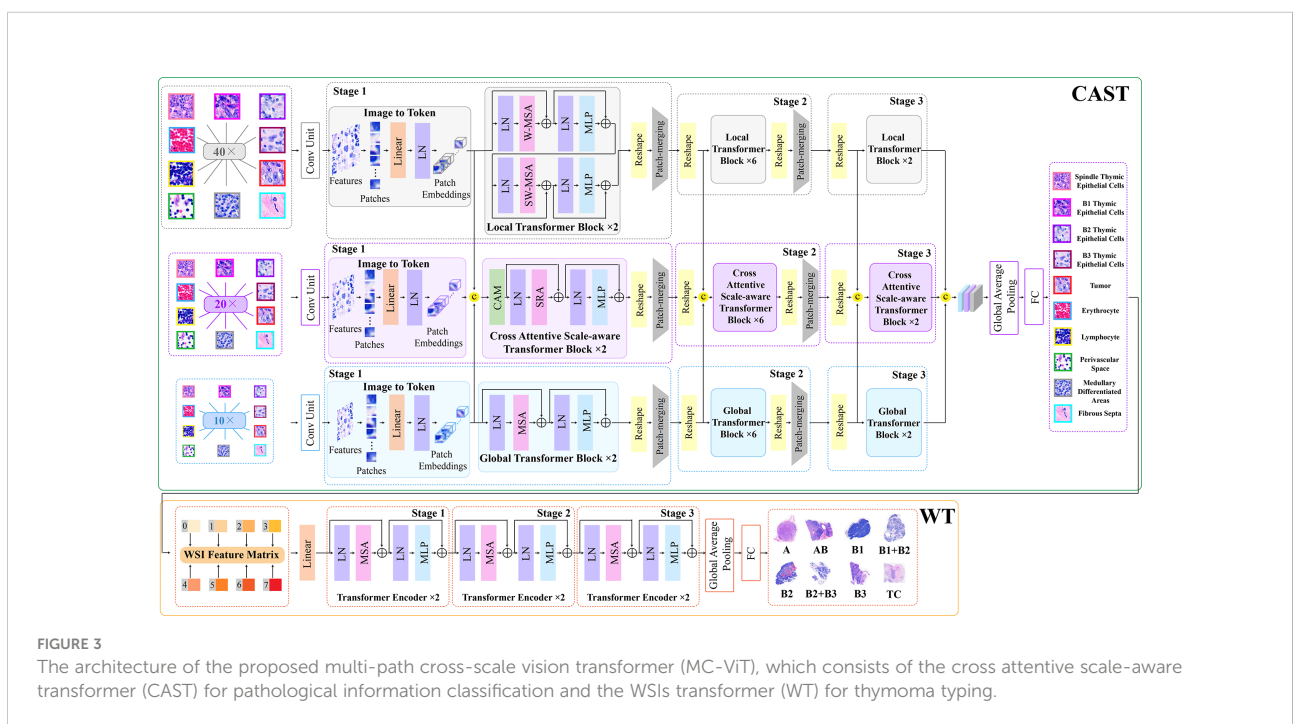 CAST
40×
Conv Unit
Stage 1
Image to Token
Features
Patches
Linear
LN
Patch
Embeddings
LN
W-MSA
LN
MLP
LN
SW-MSA
LN
MLP
Local Transformer Block ×2
Reshape
Patch-merging
Stage 2
Reshape
Local
Transformer
Block ×6
Reshape
Patch-merging
Stage 3
Reshape
Local
Transformer
Block ×2
20×
Conv Unit
Stage 1
Image to Token
Features
Patches
Linear
LN
Patch
Embeddings
C
CAM
LN
SRA
LN
MLP
Cross Attentive Scale-aware
Transformer Block ×2
Reshape
Patch-merging
Stage 2
Reshape
C
Cross
Attentive
Scale-aware
Transformer
Block ×6
Reshape
Patch-merging
Stage 3
Reshape
C
Cross
Attentive
Scale-aware
Transformer
Block ×2
C
Global Average
Pooling
FC
10×
Conv Unit
Stage 1
Image to Token
Features
Patches
Linear
LN
Patch
Embeddings
LN
MSA
LN
MLP
Global Transformer Block ×2
Reshape
Patch-merging
Stage 2
Reshape
Global
Transformer
Block ×6
Reshape
Patch-merging
Stage 3
Reshape
Global
Transformer
Block ×2
Spindle Thymic
Epithelial Cells
B1 Thymic
Epithelial Cells
B2 Thymic
Epithelial Cells
B3 Thymic
Epithelial Cells
Tumor
Erythrocyte
Lymphocyte
Perivascular
Space
Medullary
Differentiated
Areas
Fibrous Septa
WT
0 1 2 3
WSI Feature Matrix
4 5 6 7
Linear
Stage 1
LN
MSA
LN
MLP
Transformer Encoder ×2
Stage 2
LN
MSA
LN
MLP
Transformer Encoder ×2
Stage 3
LN
MSA
LN
MLP
Transformer Encoder ×2
Global Average
Pooling
FC
A AB B1 B1+B2
B2 B2+B3 B3 TC
FIGURE 3
The architecture of the proposed multi-path cross-scale vision transformer (MC-ViT), which consists of the cross attentive scale-aware
transformer (CAST) for pathological information classification and the WSIs transformer (WT) for thymoma typing.